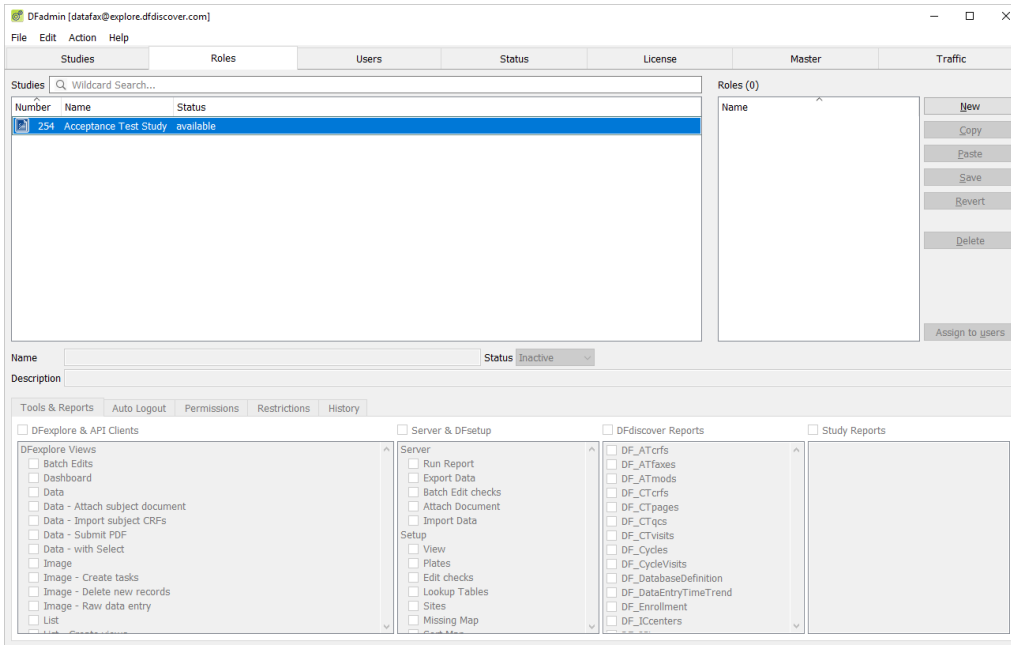 DFadmin [datafax@explore.dfdiscover.com]
File Edit Action Help
Studies Roles Users Status License Master Traffic
Studies Wildcard Search... Roles (0)
Number Name Status Name New
254 Acceptance Test Study available Copy
Paste
Save
Revert
Delete
Assign to users
Name Status Inactive
Description
Tools & Reports Auto Logout Permissions Restrictions History
DFexplore & API Clients Server & DFsetup DFdiscover Reports Study Reports
DFexplore Views Server DF_ATcrfs
Batch Edits Run Report DF_ATfaxes
Dashboard Export Data DF_ATmods
Data Batch Edit checks DF_CTcrfs
Data - Attach subject document Attach Document DF_CTpages
Data - Import subject CRFs Import Data DF_CTqcs
Data - Submit PDF Setup DF_CTvisits
Data - with Select View DF_Cycles
Image Plates DF_CycleVisits
Image - Create tasks Edit checks DF_DatabaseDefinition
Image - Delete new records Lookup Tables DF_DataEntryTimeTrend
Image - Raw data entry Sites DF_Enrollment
List Missing Map DF_ICcenters